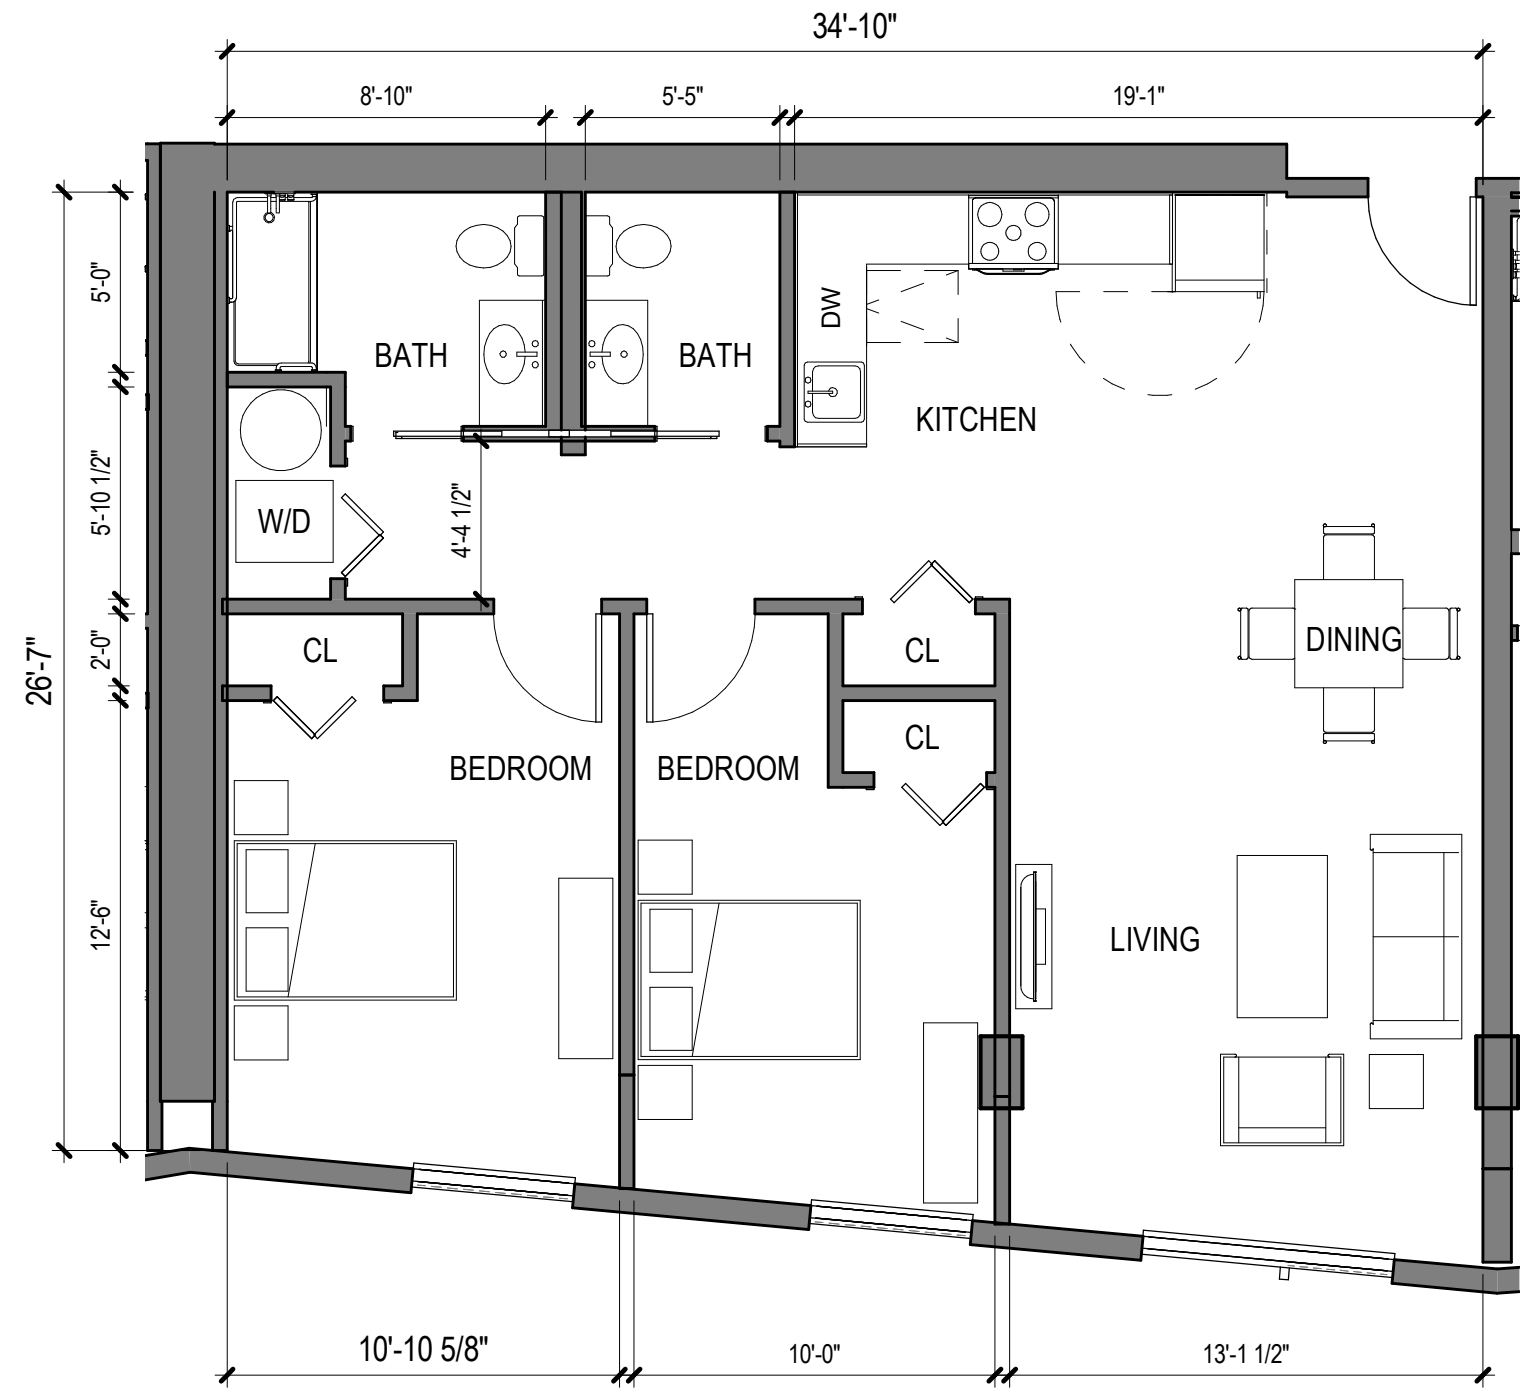 34'-10"
8'-10"
5'-5"
19'-1"
5'-0"
BATH
BATH
DW
KITCHEN
5'-10 1/2"
W/D
4'-4 1/2"
26'-7"
2'-0"
CL
CL
DINING
CL
BEDROOM
BEDROOM
12'-6"
LIVING
10'-10 5/8"
10'-0"
13'-1 1/2"